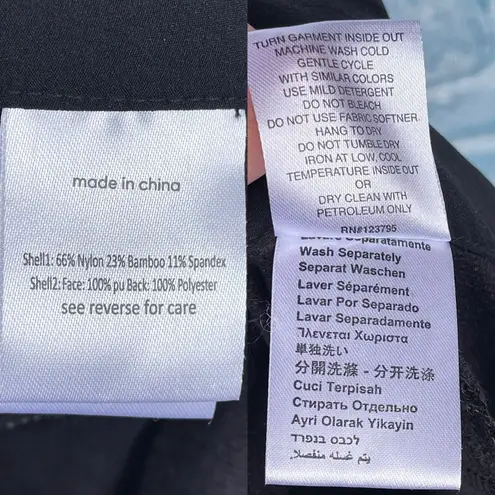 made in china
Shell1: 66% Nylon 23% Bamboo 11% Spandex
Shell2: Face: 100% pu Back: 100% Polyester
see reverse for care
TURN GARMENT INSIDE OUT
MACHINE WASH COLD
GENTLE CYCLE
WITH SIMILAR COLORS
USE MILD DETERGENT
DO NOT BLEACH
DO NOT USE FABRIC SOFTNER
HANG TO DRY
DO NOT TUMBLE DRY
IRON AT LOW, COOL
TEMPERATURE INSIDE OUT
OR
DRY CLEAN WITH
PETROLEUM ONLY
RN#123795
Lavare Separatamente
Wash Separately
Separat Waschen
Laver Séparément
Lavar Por Separado
Lavar Separadamente
Πλενεται Χωριστα
単独洗い
分開洗滌 - 分开洗涤
Cuci Terpisah
Стирать Отдельно
Ayri Olarak Yikayin
לכבס בנפרד
يتم غسله منفصلا.